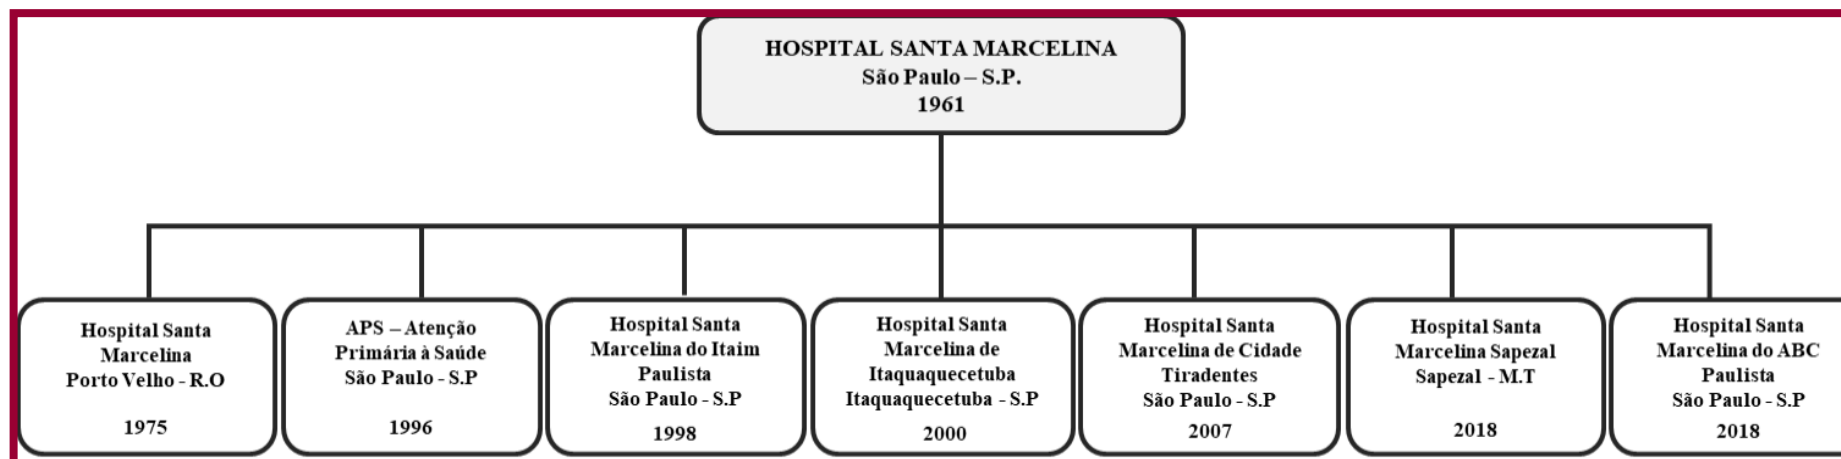 HOSPITAL SANTA MARCELINA
São Paulo – S.P.
1961
Hospital Santa
Marcelina
Porto Velho - R.O
1975
APS – Atenção
Primária à Saúde
São Paulo - S.P
1996
Hospital Santa
Marcelina do Itaim
Paulista
São Paulo - S.P
1998
Hospital Santa
Marcelina de
Itaquaquecetuba
Itaquaquecetuba - S.P
2000
Hospital Santa
Marcelina de Cidade
Tiradentes
São Paulo - S.P
2007
Hospital Santa
Marcelina Sapezal
Sapezal - M.T
2018
Hospital Santa
Marcelina do ABC
Paulista
São Paulo - S.P
2018